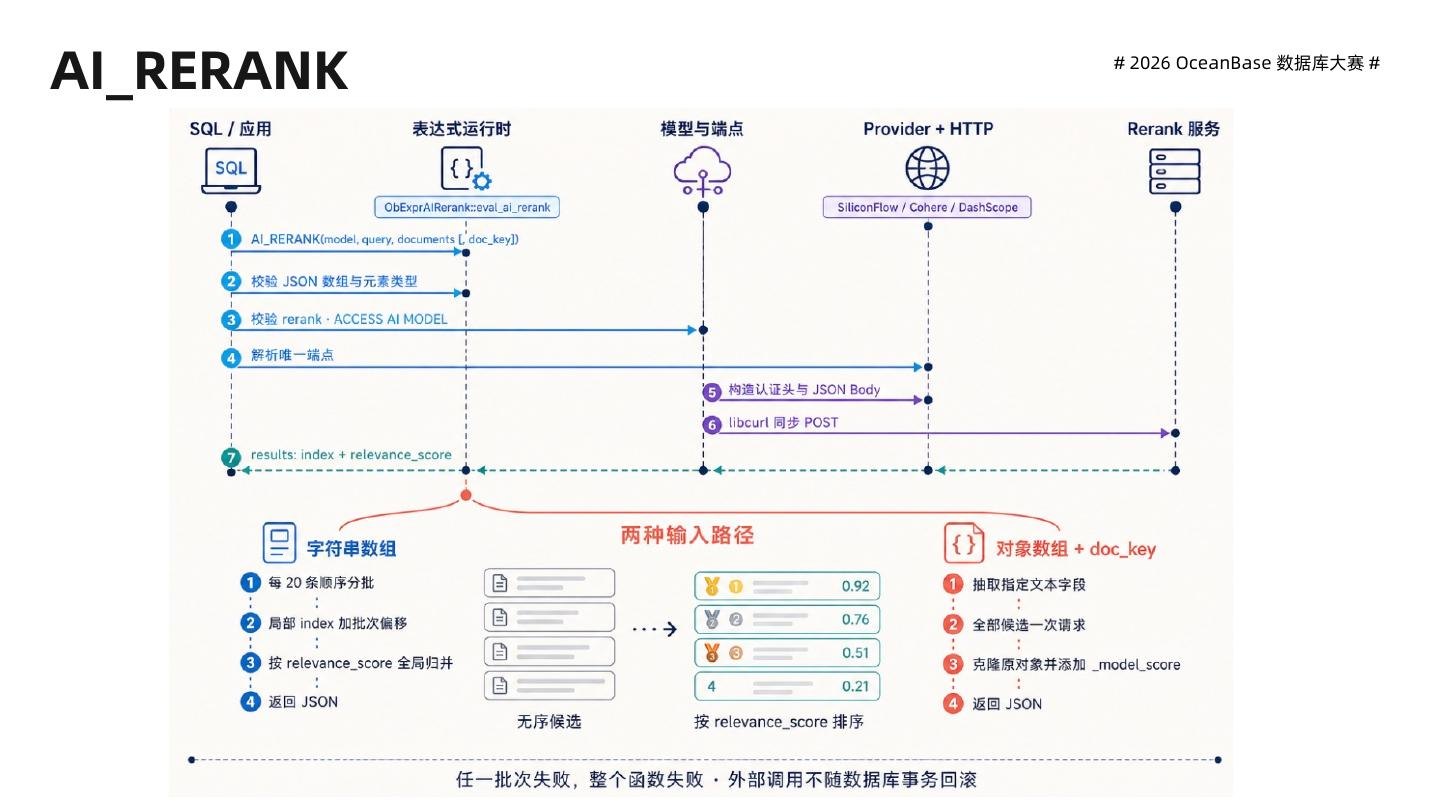 AI_RERANK
# 2026 OceanBase 数据库大赛 #
SQL / 应用
表达式运行时
模型与端点
Provider + HTTP
Rerank 服务
SQL
{ }
ObExprAIRerank::eval_ai_rerank
SiliconFlow / Cohere / DashScope
1 AI_RERANK(model, query, documents [, doc_key])
2 校验 JSON 数组与元素类型
3 校验 rerank · ACCESS AI MODEL
4 解析唯一端点
5 构造认证头与 JSON Body
6 libcurl 同步 POST
7 results: index + relevance_score
两种输入路径
字符串数组
1 每 20 条顺序分批
2 局部 index 加批次偏移
3 按 relevance_score 全局归并
4 返回 JSON
无序候选
1 1 0.92
2 2 0.76
3 3 0.51
4 0.21
按 relevance_score 排序
{ } 对象数组 + doc_key
1 抽取指定文本字段
2 全部候选一次请求
3 克隆原对象并添加 _model_score
4 返回 JSON
任一批次失败，整个函数失败 · 外部调用不随数据库事务回滚